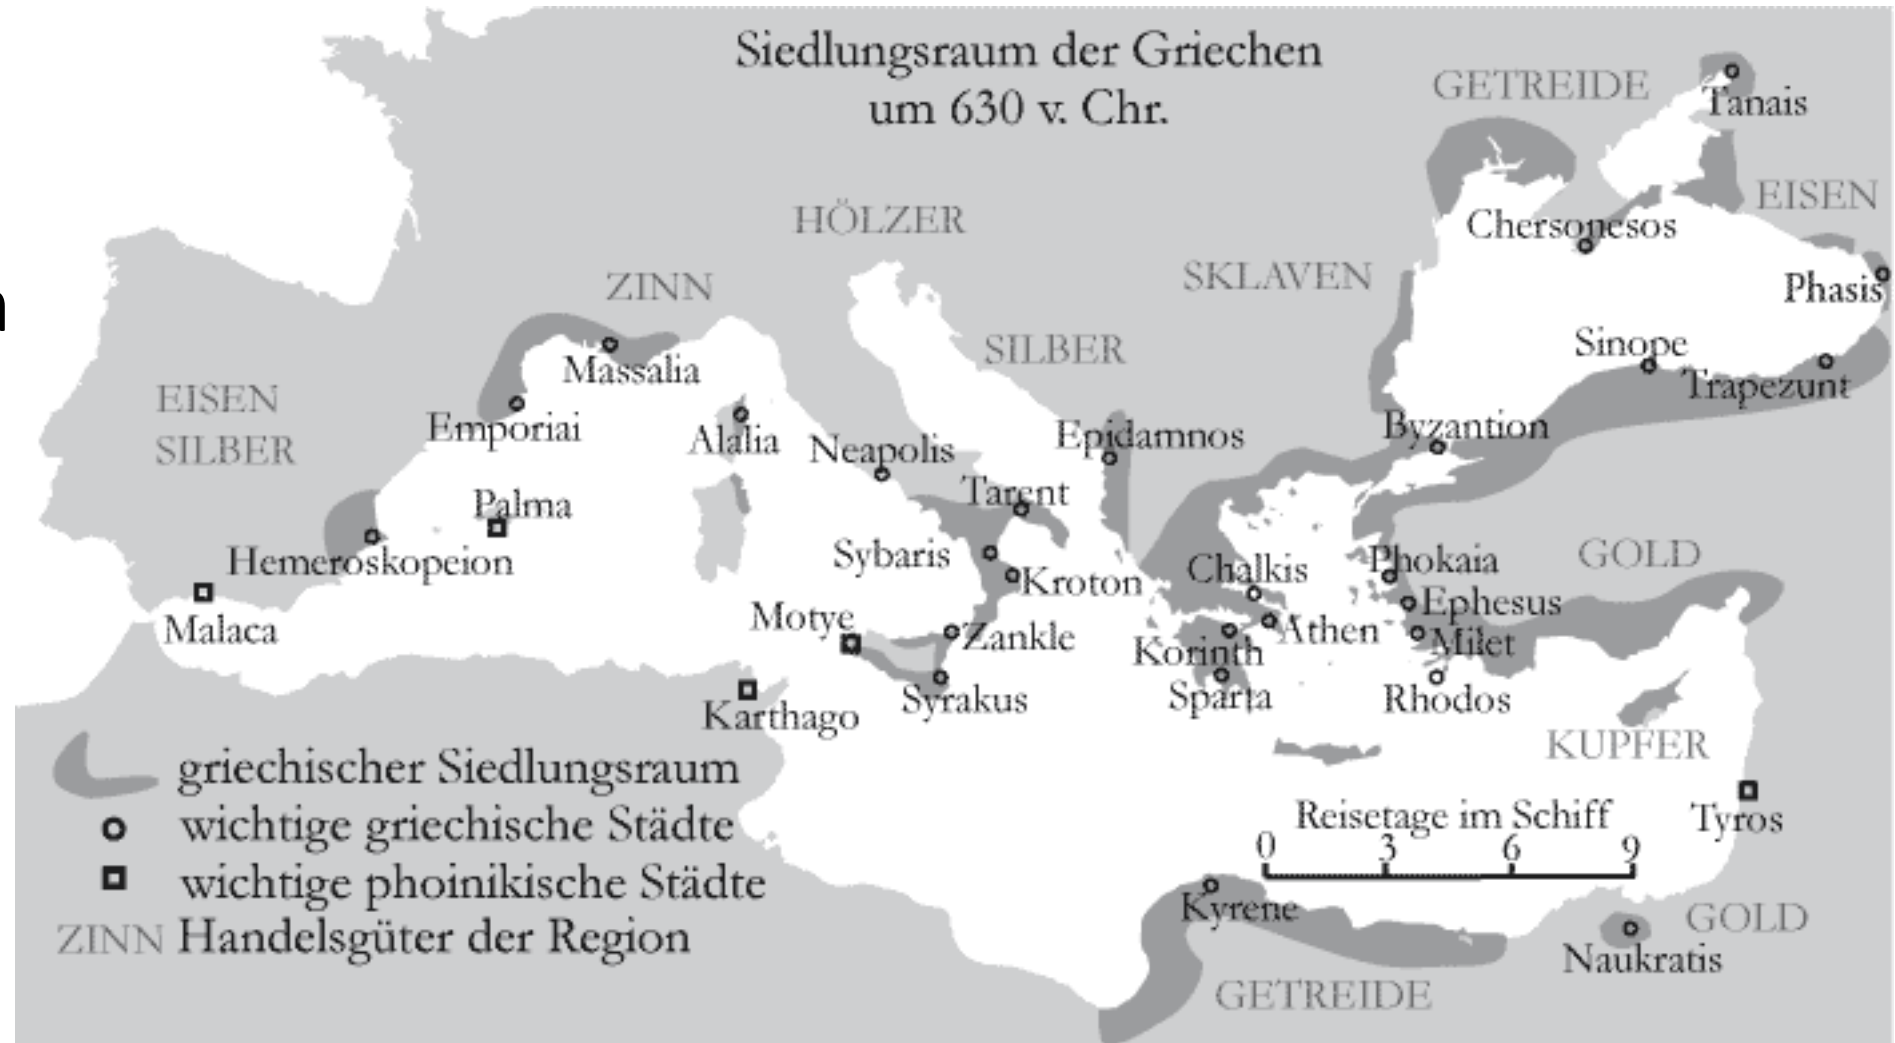 Siedlungsraum der Griechen
um 630 v. Chr.
GETREIDE
Tanais
EISEN
HÖLZER
Chersonesos
SKLAVEN
ZINN
Phasis
SILBER
Sinope
Massalia
Trapezunt
EISEN
SILBER
Emporiai
Alalia
Neapolis
Epidamnos
Byzantion
Palma
Tarent
Hemeroskopeion
Sybaris
Kroton
Chalkis
Phokaia
GOLD
Ephesus
Malaca
Motye
Zankle
Athen
Milet
Korinth
Sparta
Rhodos
Karthago
Syrakus
KUPFER
griechischer Siedlungsraum
wichtige griechische Städte
wichtige phoinikische Städte
ZINN Handelsgüter der Region
Reisetage im Schiff
0 3 6 9
Tyros
Kyrene
GOLD
Naukratis
GETREIDE